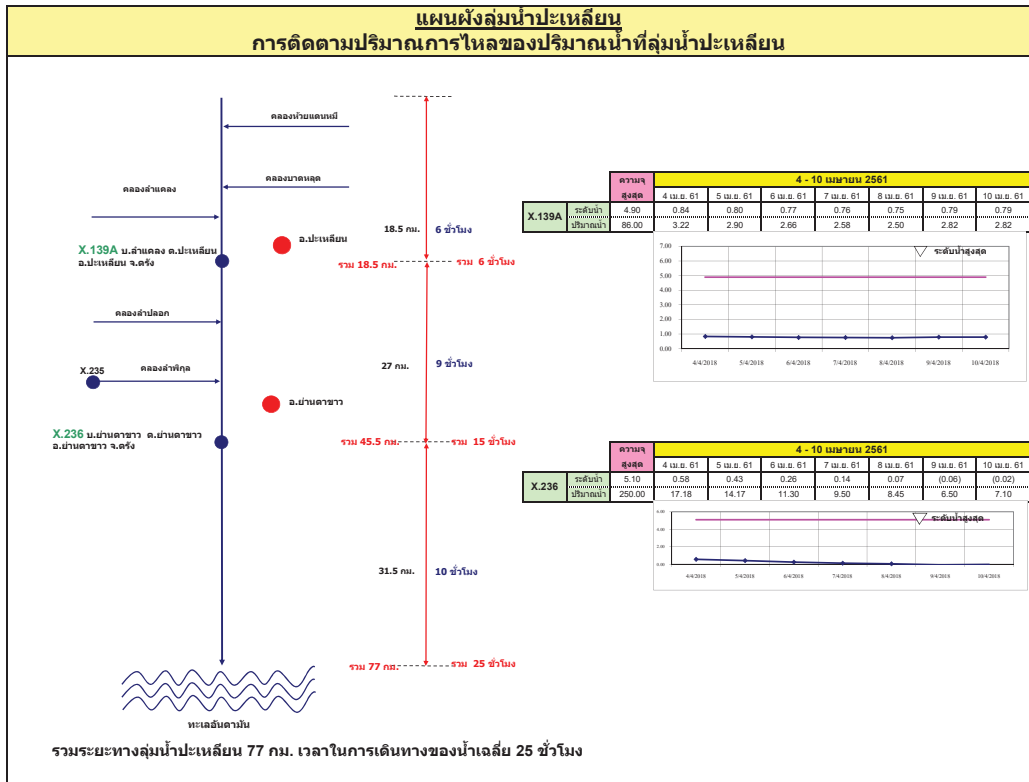 แผนผังลุ่มน้ำปะเหลียน
การติดตามปริมาณการไหลของปริมาณน้ำที่ลุ่มน้ำปะเหลียน
คลองห้วยแดนหมี
คลองบาตหลุด
คลองลำแคลง
18.5 กม.
6 ชั่วโมง
อ.ปะเหลียน
X.139A บ.ลำแคลง ต.ปะเหลียน
อ.ปะเหลียน จ.ตรัง
รวม 18.5 กม.
รวม 6 ชั่วโมง
คลองลำปลอก
27 กม.
9 ชั่วโมง
X.235
คลองลำพิกุล
อ.ย่านตาขาว
X.236 บ.ย่านตาขาว ต.ย่านตาขาว
อ.ย่านตาขาว จ.ตรัง
รวม 45.5 กม.
รวม 15 ชั่วโมง
31.5 กม.
10 ชั่วโมง
รวม 77 กม.
รวม 25 ชั่วโมง
ทะเลอันดามัน
รวมระยะทางลุ่มน้ำปะเหลียน 77 กม. เวลาในการเดินทางของน้ำเฉลี่ย 25 ชั่วโมง
ความจุ 4 - 10 เมษายน 2561
สูงสุด 4 เม.ย. 61 5 เม.ย. 61 6 เม.ย. 61 7 เม.ย. 61 8 เม.ย. 61 9 เม.ย. 61 10 เม.ย. 61
X.139A ระดับน้ำ 4.90 0.84 0.80 0.77 0.76 0.75 0.79 0.79
ปริมาณน้ำ 86.00 3.22 2.90 2.66 2.58 2.50 2.82 2.82
ระดับน้ำสูงสุด
7.00
6.00
5.00
4.00
3.00
2.00
1.00
0.00
4/4/2018 5/4/2018 6/4/2018 7/4/2018 8/4/2018 9/4/2018 10/4/2018
ความจุ 4 - 10 เมษายน 2561
สูงสุด 4 เม.ย. 61 5 เม.ย. 61 6 เม.ย. 61 7 เม.ย. 61 8 เม.ย. 61 9 เม.ย. 61 10 เม.ย. 61
X.236 ระดับน้ำ 5.10 0.58 0.43 0.26 0.14 0.07 (0.06) (0.02)
ปริมาณน้ำ 250.00 17.18 14.17 11.30 9.50 8.45 6.50 7.10
ระดับน้ำสูงสุด
6.00
4.00
2.00
0.00
4/4/2018 5/4/2018 6/4/2018 7/4/2018 8/4/2018 9/4/2018 10/4/2018